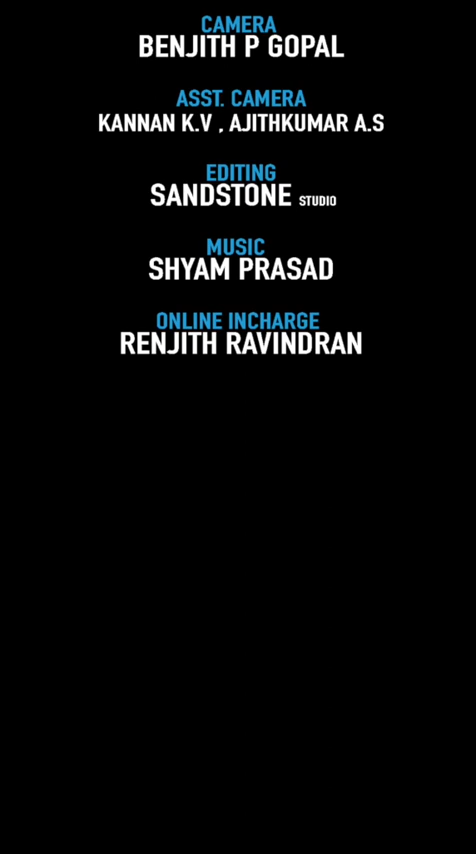 CAMERA
BENJITH P GOPAL
ASST. CAMERA
KANNAN K.V , AJITHKUMAR A.S
EDITING
SANDSTONE STUDIO
MUSIC
SHYAM PRASAD
ONLINE INCHARGE
RENJITH RAVINDRAN